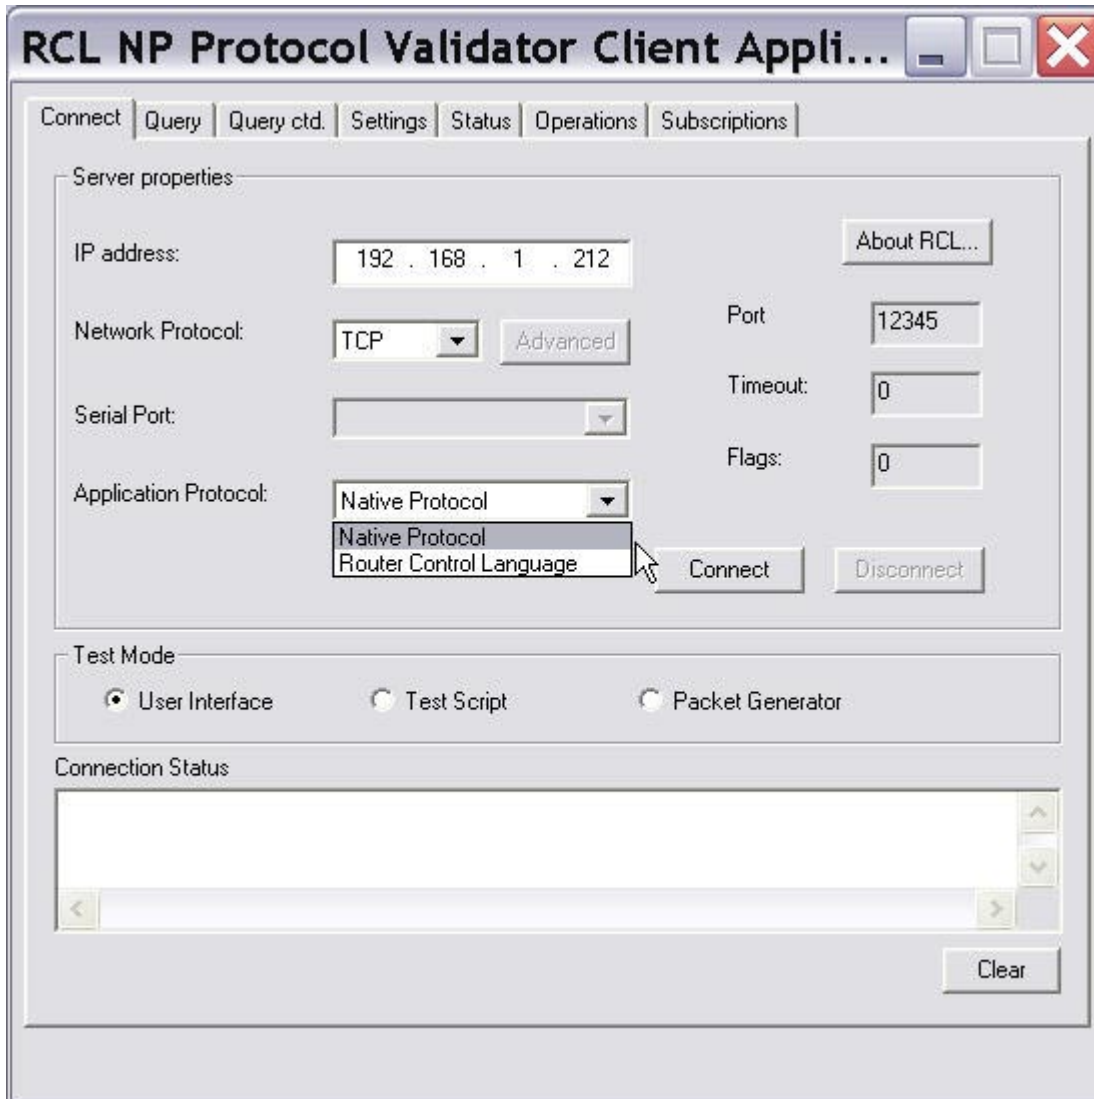 RCL NP Protocol Validator Client Appli...
Connect Query Query ctd. Settings Status Operations Subscriptions
Server properties
IP address: 192 . 168 . 1 . 212 About RCL...
Network Protocol: TCP Advanced Port 12345
Serial Port: Timeout: 0
Flags: 0
Application Protocol: Native Protocol
Native Protocol
Router Control Language
Connect Disconnect
Test Mode
User Interface Test Script Packet Generator
Connection Status
Clear